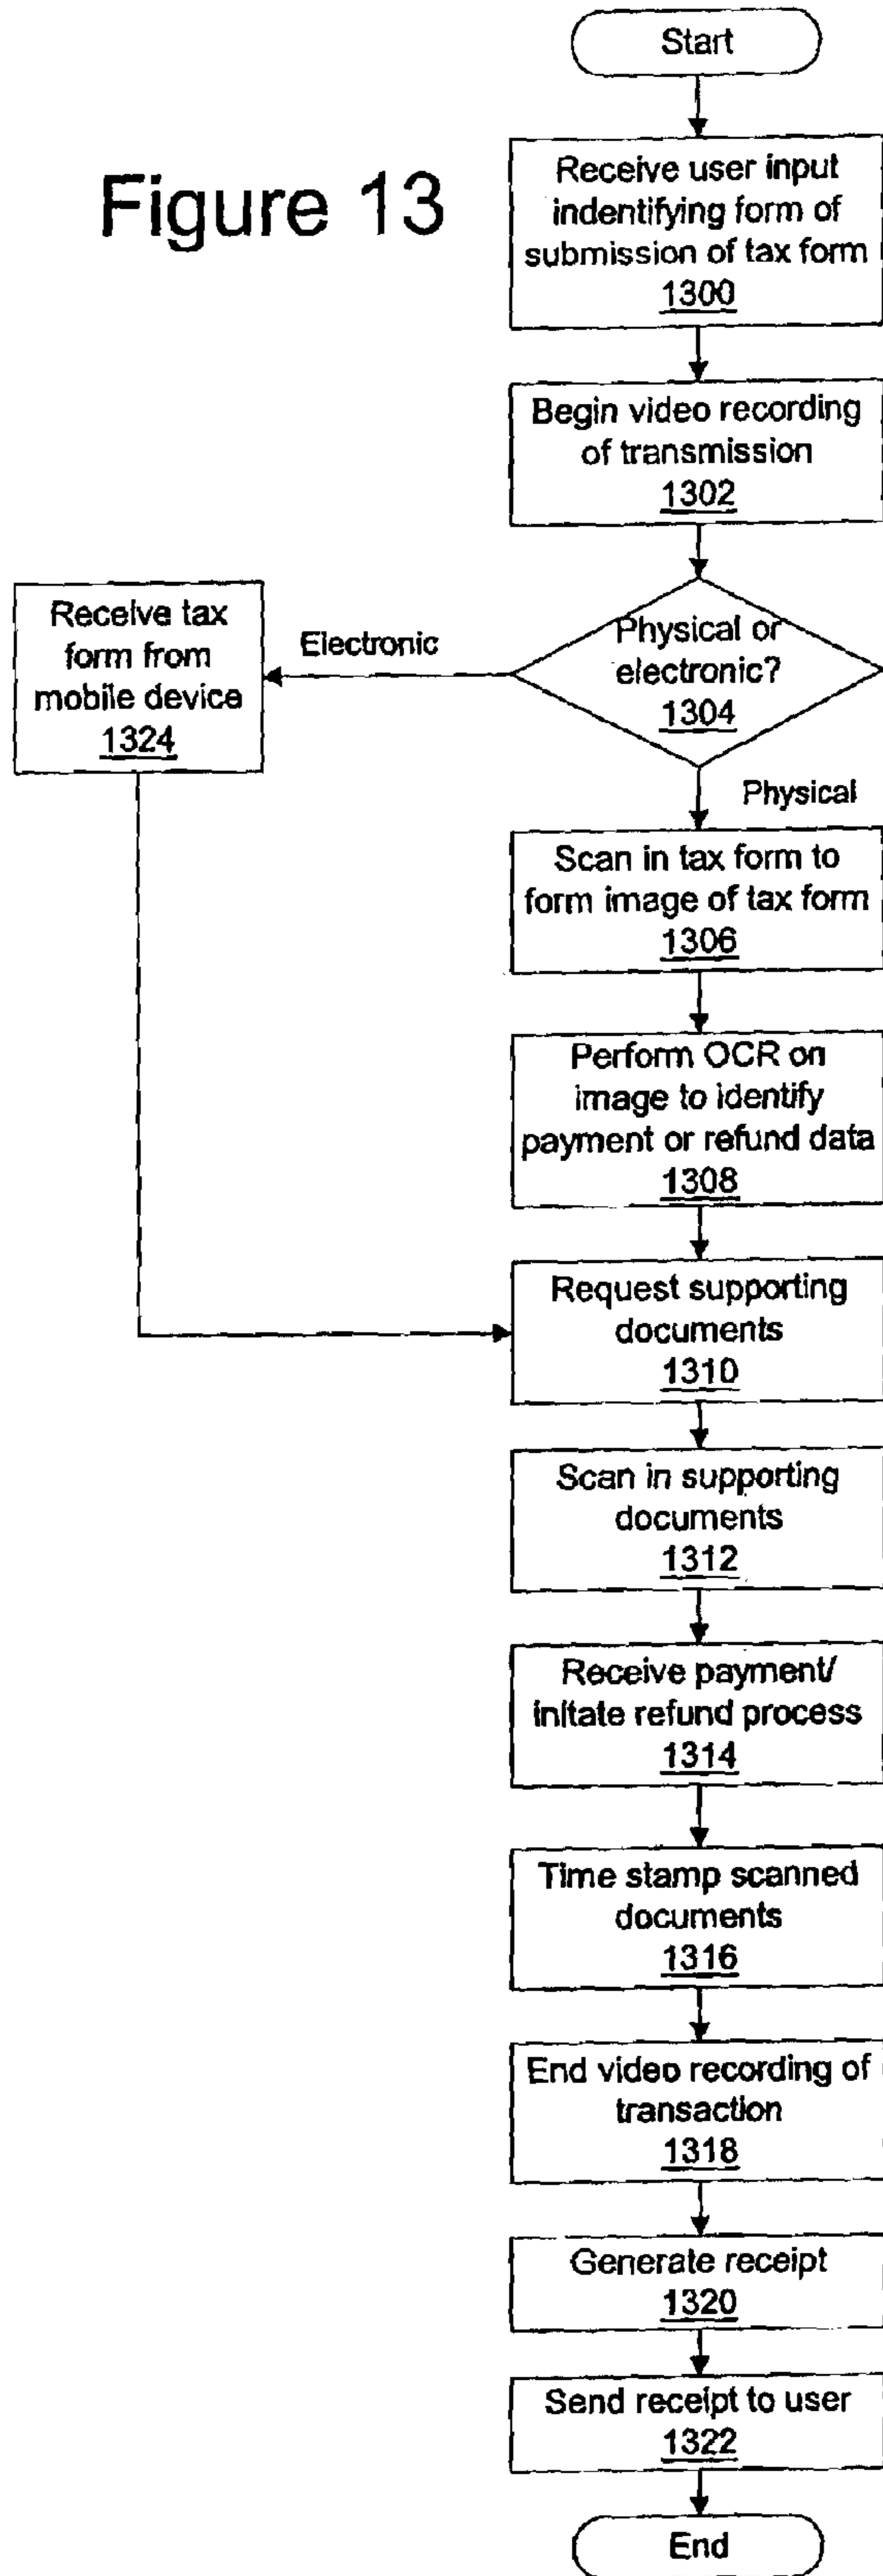 Start
Figure 13
Receive user input
indentifying form of
submission of tax form
1300
Begin video recording
of transmission
1302
Physical or
electronic?
1304
Electronic
Receive tax
form from
mobile device
1324
Physical
Scan in tax form to
form image of tax form
1306
Perform OCR on
image to identify
payment or refund data
1308
Request supporting
documents
1310
Scan in supporting
documents
1312
Receive payment/
initate refund process
1314
Time stamp scanned
documents
1316
End video recording of
transaction
1318
Generate receipt
1320
Send receipt to user
1322
End